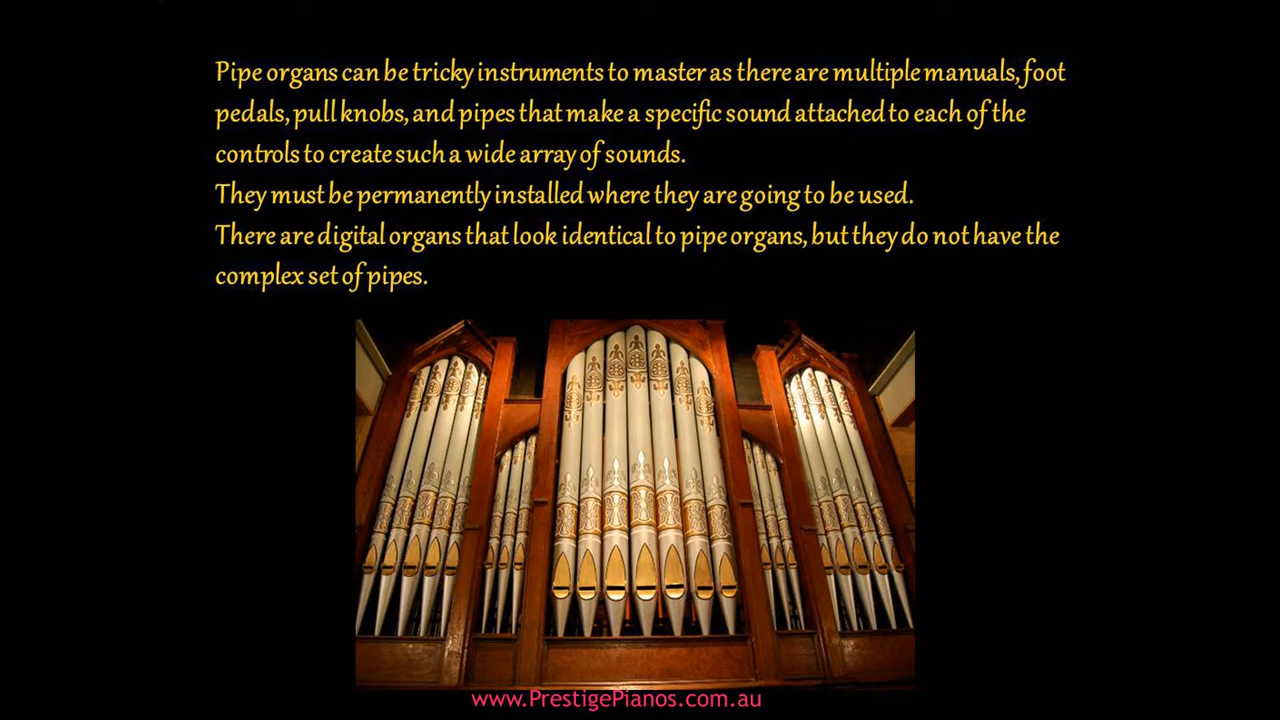 Pipe organs can be tricky instruments to master as there are multiple manuals, foot
pedals, pull knobs, and pipes that make a specific sound attached to each of the
controls to create such a wide array of sounds.
They must be permanently installed where they are going to be used.
There are digital organs that look identical to pipe organs, but they do not have the
complex set of pipes.
www.PrestigePianos.com.au